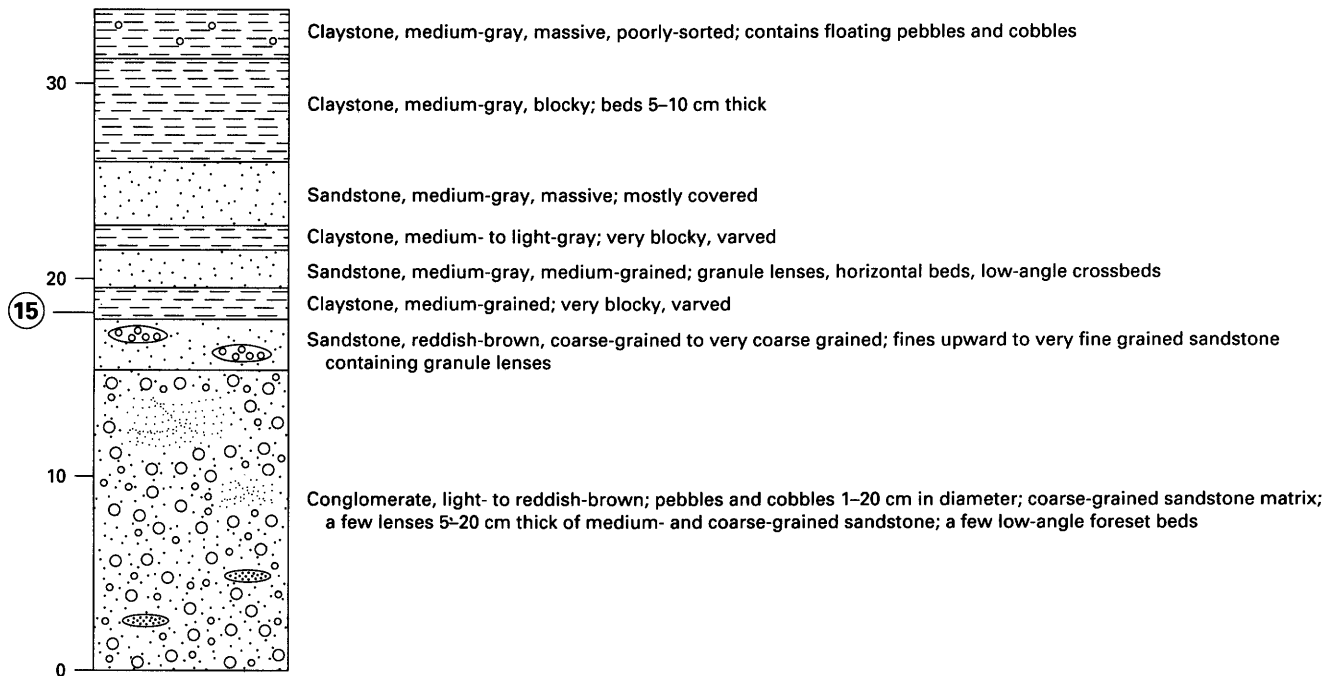 Claystone, medium-gray, massive, poorly-sorted; contains floating pebbles and cobbles
30
Claystone, medium-gray, blocky; beds 5–10 cm thick
Sandstone, medium-gray, massive; mostly covered
Claystone, medium- to light-gray; very blocky, varved
20
Sandstone, medium-gray, medium-grained; granule lenses, horizontal beds, low-angle crossbeds
15
Claystone, medium-grained; very blocky, varved
Sandstone, reddish-brown, coarse-grained to very coarse grained; fines upward to very fine grained sandstone
containing granule lenses
10
Conglomerate, light- to reddish-brown; pebbles and cobbles 1–20 cm in diameter; coarse-grained sandstone matrix;
a few lenses 5–20 cm thick of medium- and coarse-grained sandstone; a few low-angle foreset beds
0